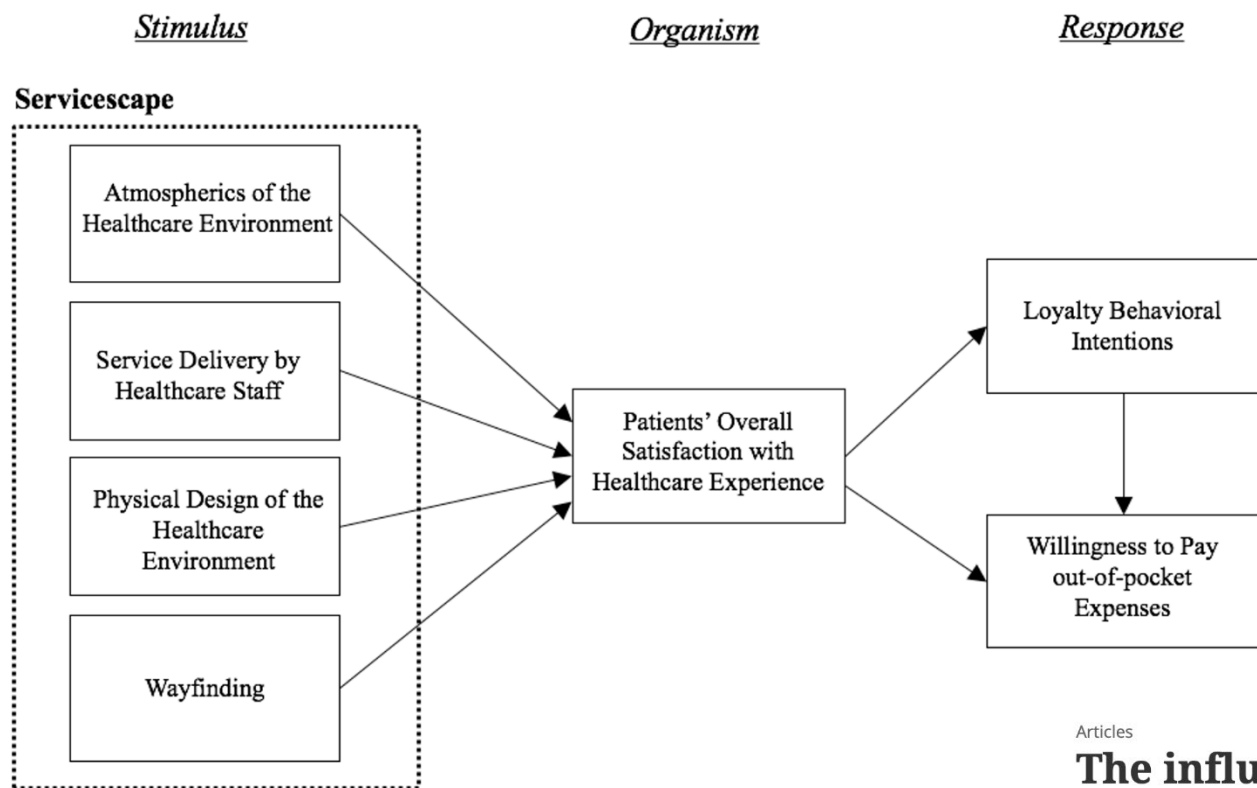 Stimulus
Organism
Response
Servicescape
Atmospherics of the
Healthcare Environment
Service Delivery by
Healthcare Staff
Physical Design of the
Healthcare
Environment
Wayfinding
Patients’ Overall
Satisfaction with
Healthcare Experience
Loyalty Behavioral
Intentions
Willingness to Pay
out-of-pocket
Expenses
Articles
The influ